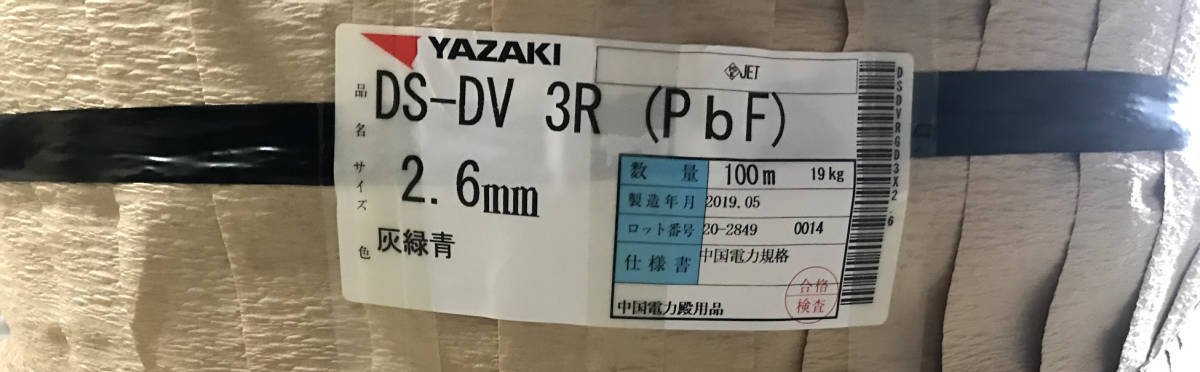 YAZAKI
JET
品名 DS-DV 3R (PbF)
サイズ 2.6mm
色 灰緑青
数量 100m 19kg
製造年月 2019.05
ロット番号 20-2849 0014
仕様書 中国電力規格
合格
検査
中国電力殿用品
DSDVRGD3X2.6